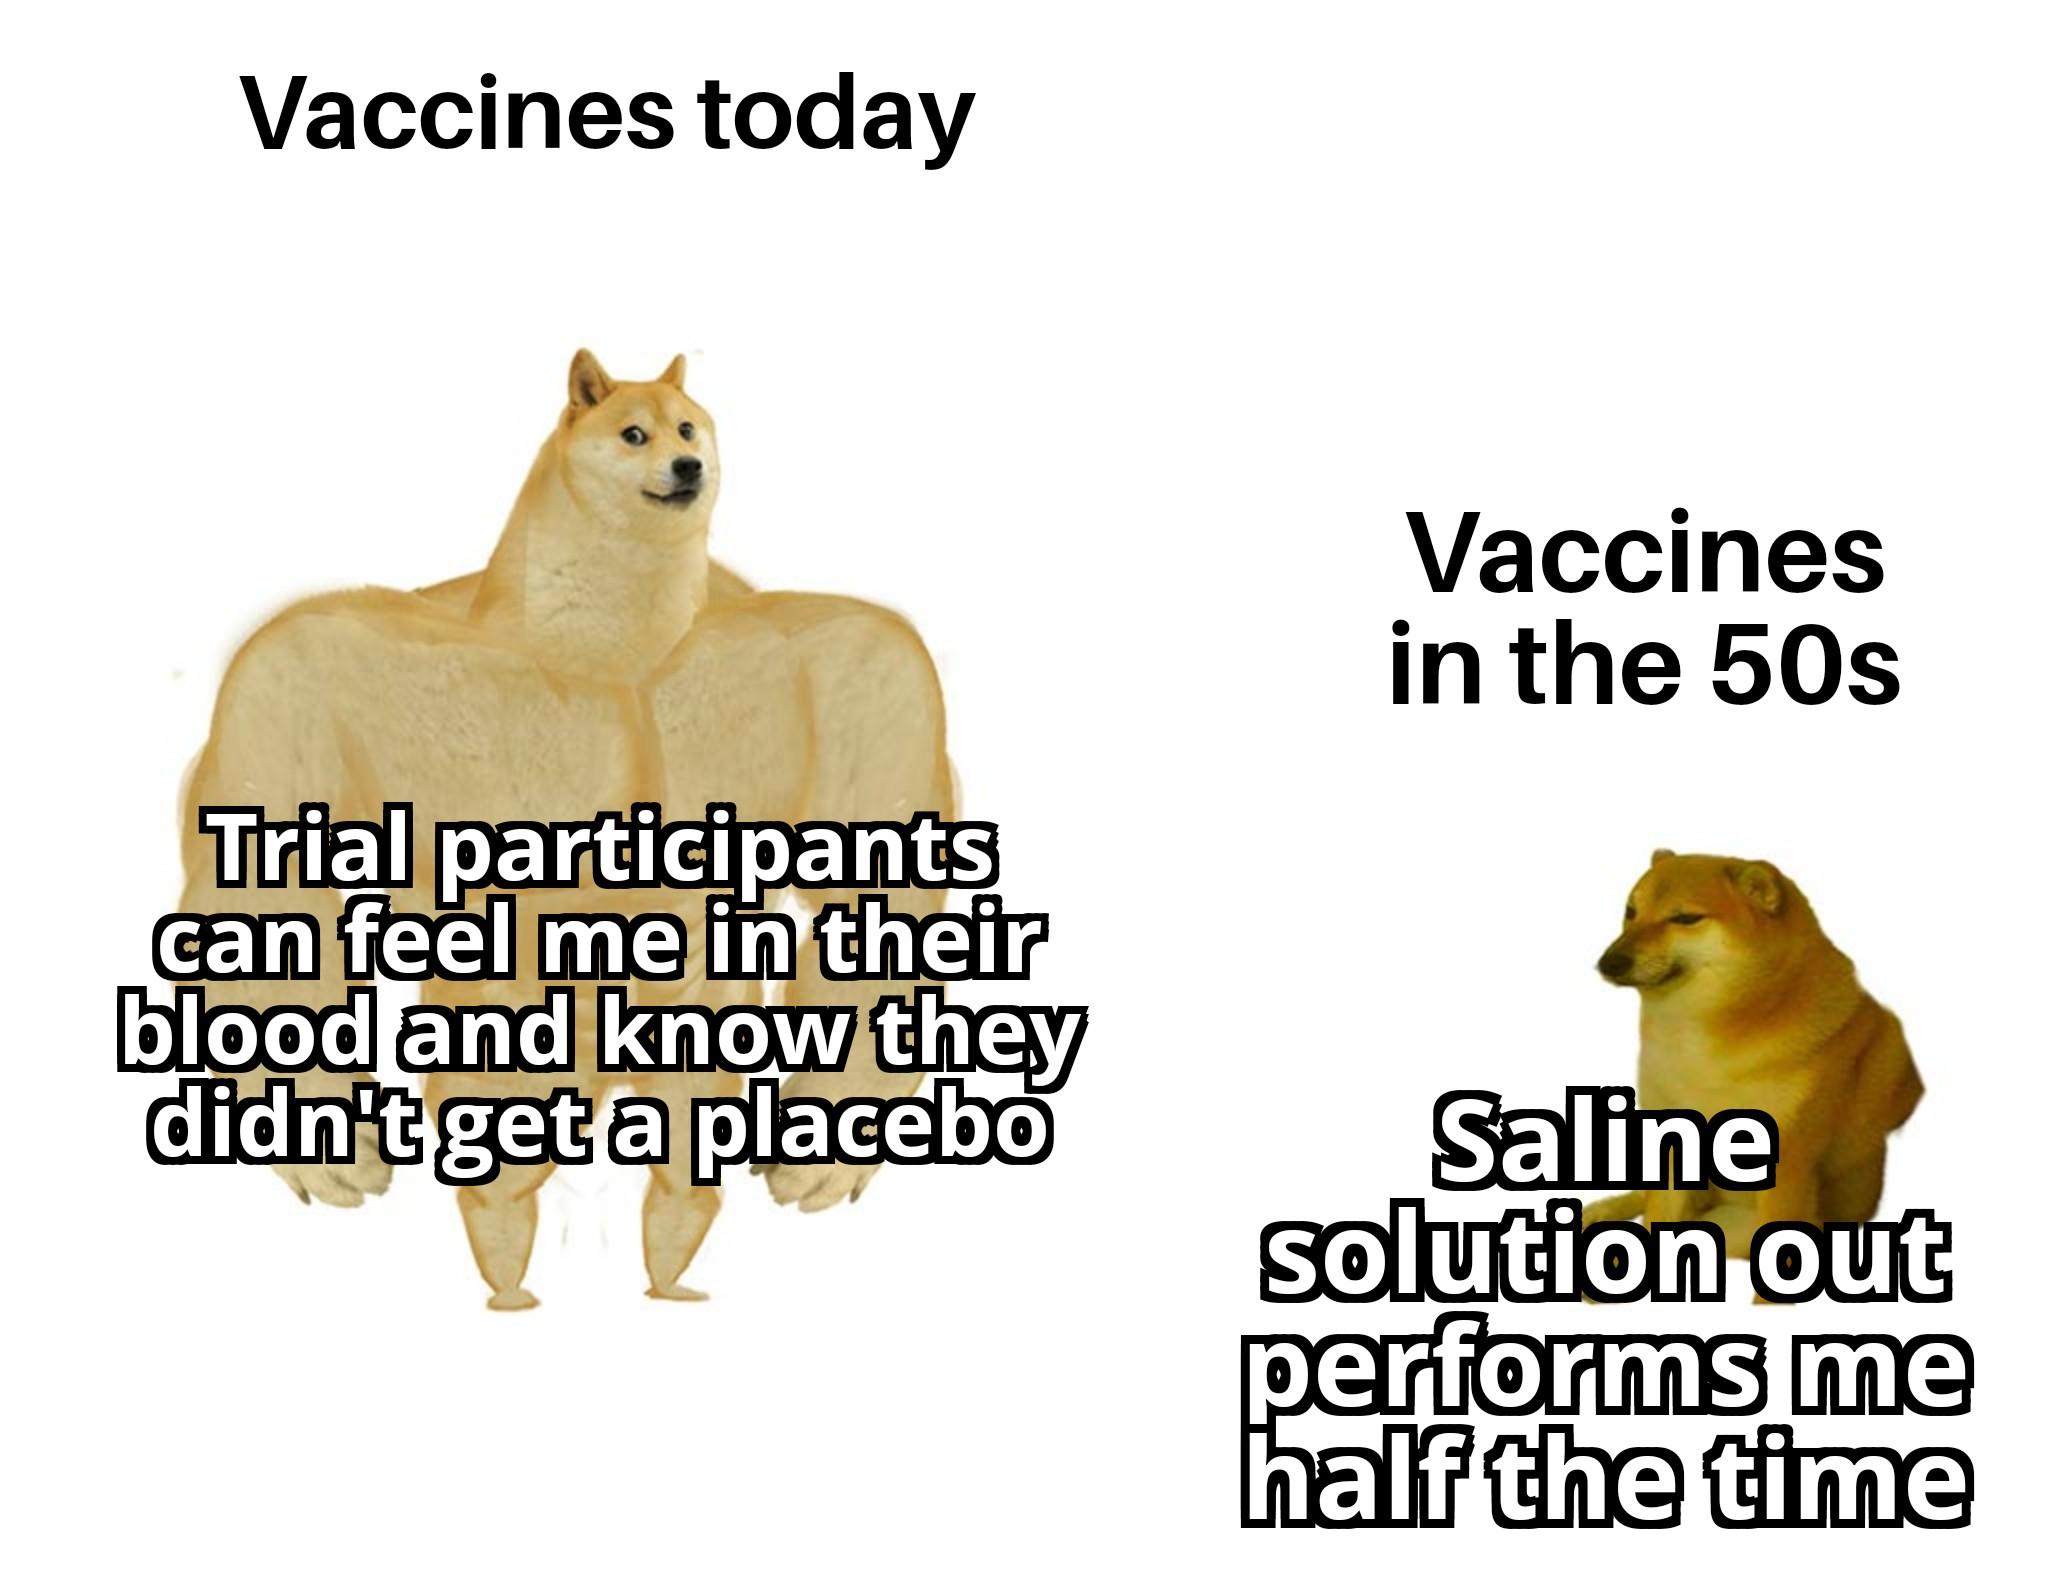 Vaccines today
Trial participants
can feel me in their
blood and know they
didn't get a placebo
Vaccines
in the 50s
Saline
solution out
performs me
half the time